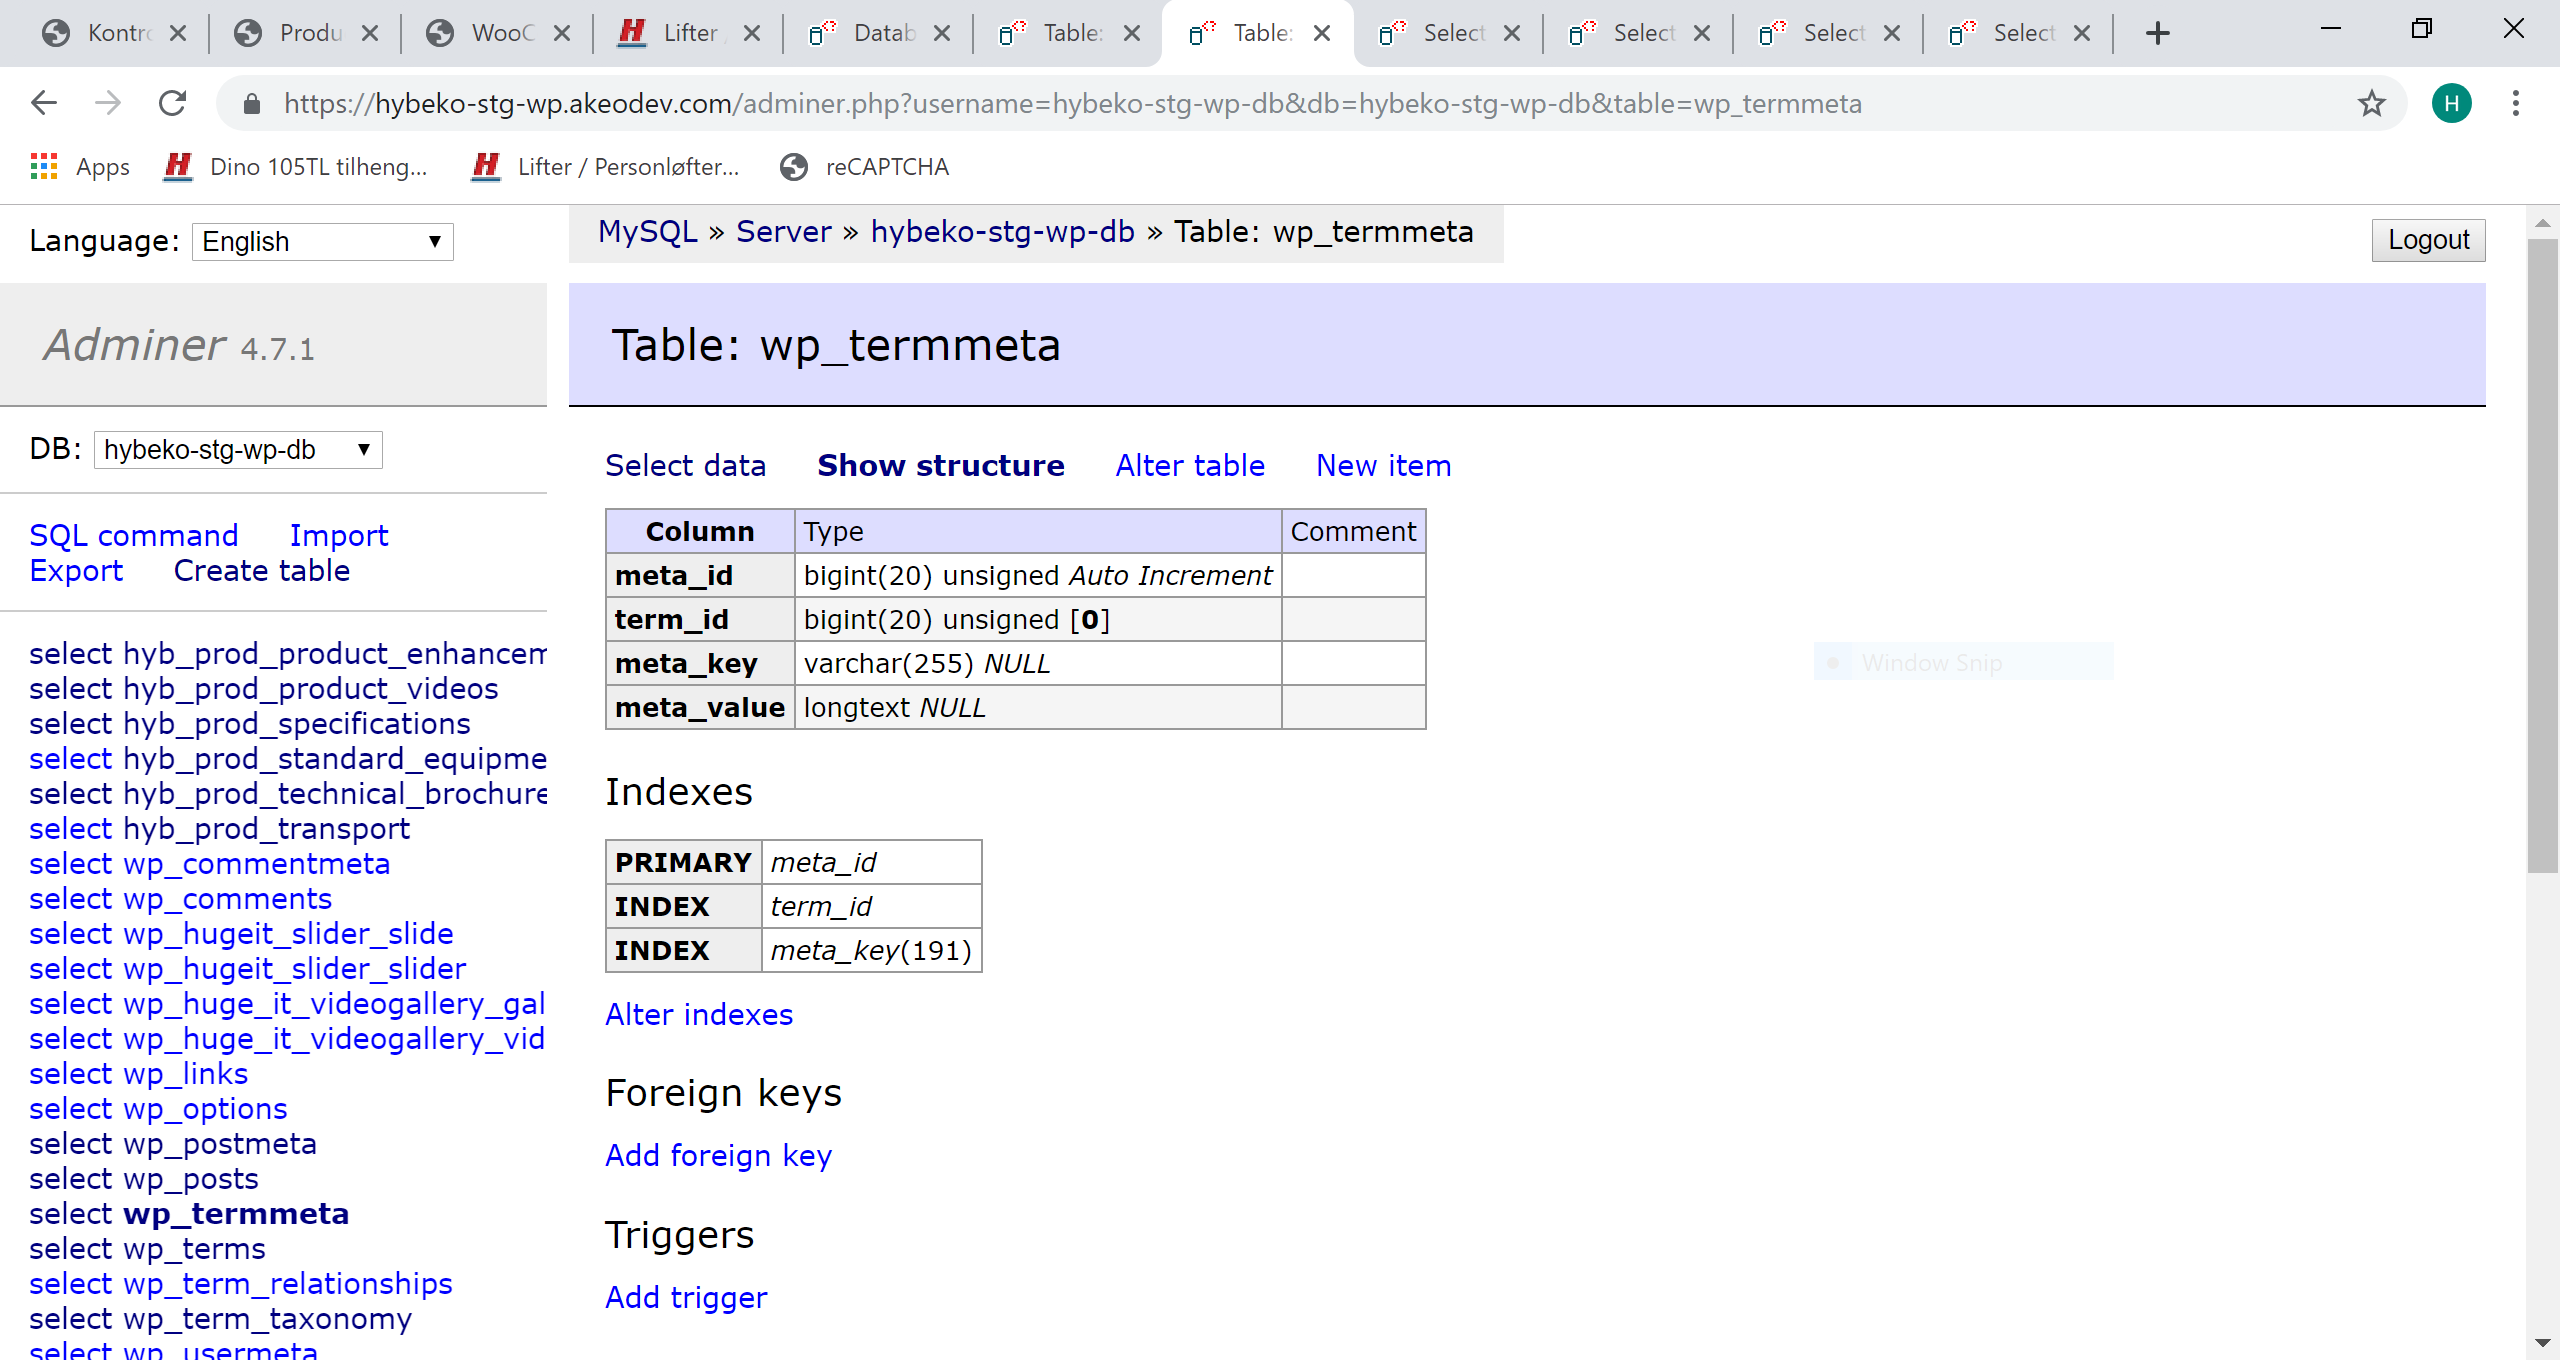 Kontro
Produ
WooC
Lifter /
Datab
Table:
Table:
Select
Select
Select
Select
https://hybeko-stg-wp.akeodev.com/adminer.php?username=hybeko-stg-wp-db&db=hybeko-stg-wp-db&table=wp_termmeta
H
Apps
Dino 105TL tilheng...
Lifter / Personløfter...
reCAPTCHA
Language: English
MySQL » Server » hybeko-stg-wp-db » Table: wp_termmeta
Logout
Adminer 4.7.1
Table: wp_termmeta
DB: hybeko-stg-wp-db
SQL command Import
Export Create table
select hyb_prod_product_enhancem
select hyb_prod_product_videos
select hyb_prod_specifications
select hyb_prod_standard_equipme
select hyb_prod_technical_brochure
select hyb_prod_transport
select wp_commentmeta
select wp_comments
select wp_hugeit_slider_slide
select wp_hugeit_slider_slider
select wp_huge_it_videogallery_gal
select wp_huge_it_videogallery_vid
select wp_links
select wp_options
select wp_postmeta
select wp_posts
select wp_termmeta
select wp_terms
select wp_term_relationships
select wp_term_taxonomy
select wp_usermeta
Select data Show structure Alter table New item
Column Type Comment
meta_id bigint(20) unsigned Auto Increment
term_id bigint(20) unsigned [0]
meta_key varchar(255) NULL
meta_value longtext NULL
Window Snip
Indexes
PRIMARY meta_id
INDEX term_id
INDEX meta_key(191)
Alter indexes
Foreign keys
Add foreign key
Triggers
Add trigger